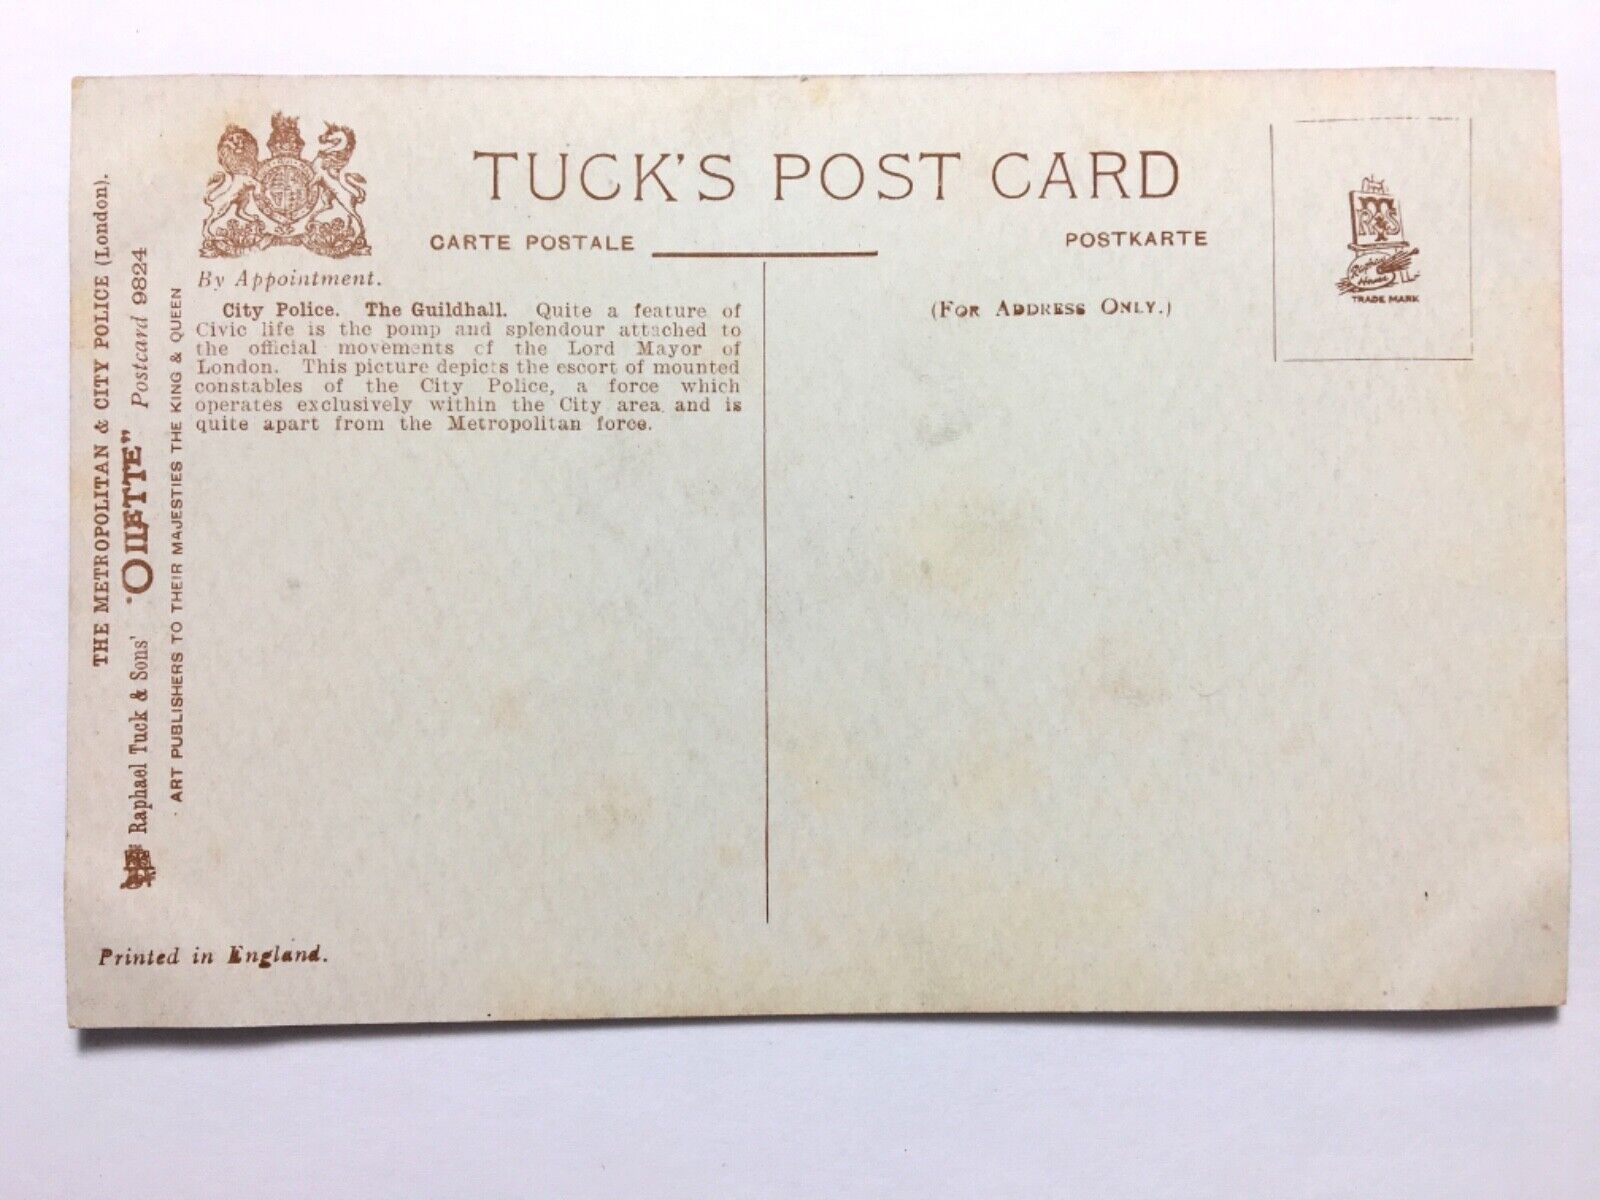 THE METROPOLITAN & CITY POLICE (London).
Raphael Tuck & Sons' "OILETTE" Postcard 9824
ART PUBLISHERS TO THEIR MAJESTIES THE KING & QUEEN
TUCK'S POST CARD
CARTE POSTALE
POSTKARTE
By Appointment.
City Police. The Guildhall. Quite a feature of
Civic life is the pomp and splendour attached to
the official movements of the Lord Mayor of
London. This picture depicts the escort of mounted
constables of the City Police, a force which
operates exclusively within the City area and is
quite apart from the Metropolitan force.
(FOR ADDRESS ONLY.)
RTS
Raphael
House
TRADE MARK
Printed in England.